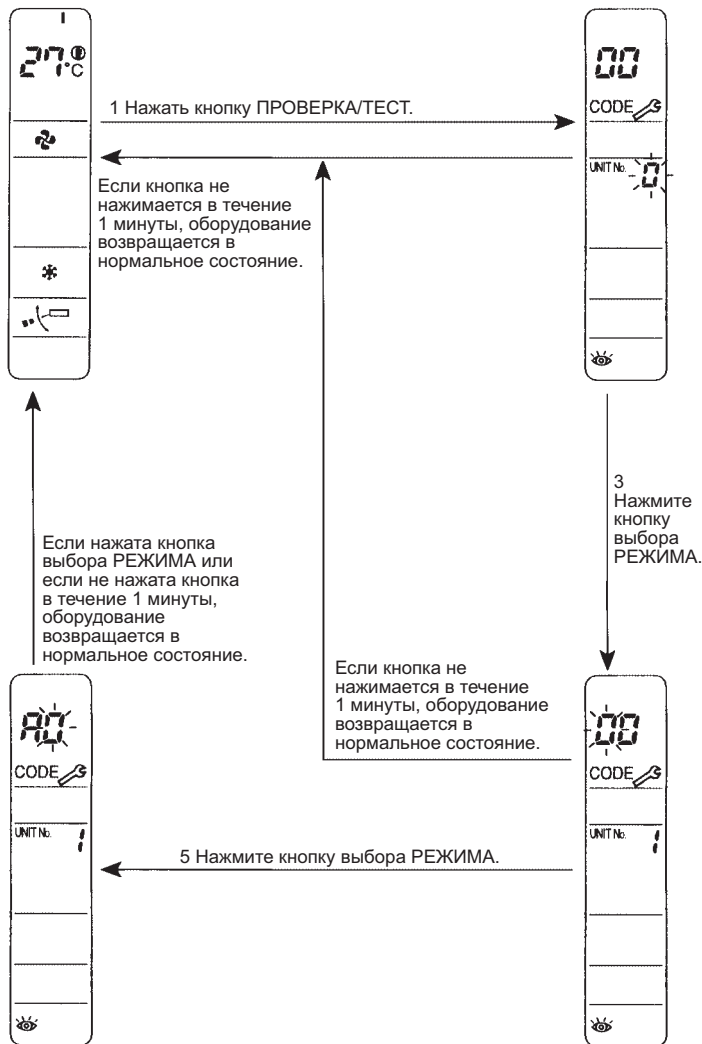 27°C
1 Нажать кнопку ПРОВЕРКА/ТЕСТ.
00
CODE
UNIT No. 0
Если кнопка не
нажимается в течение
1 минуты, оборудование
возвращается в
нормальное состояние.
3
Нажмите
кнопку
выбора
РЕЖИМА.
Если нажата кнопка
выбора РЕЖИМА или
если не нажата кнопка
в течение 1 минуты,
оборудование
возвращается в
нормальное состояние.
Если кнопка не
нажимается в течение
1 минуты, оборудование
возвращается в
нормальное состояние.
A0
CODE
UNIT No. 1
5 Нажмите кнопку выбора РЕЖИМА.
00
CODE
UNIT No. 1